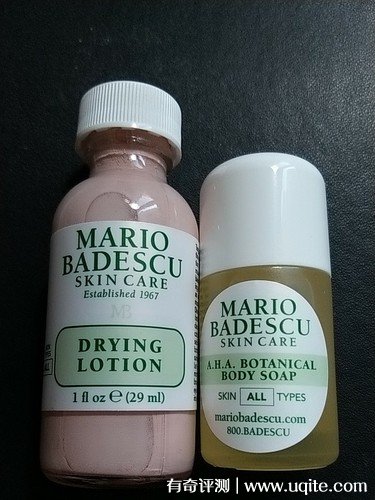 MARIO
BADESCU
SKIN CARE
Established 1967
MB
DRYING
LOTION
1 fl oz ℮ (29 ml)
MARIO
BADESCU
SKIN CARE
A.H.A. BOTANICAL
BODY SOAP
SKIN ALL TYPES
mariobadescu.com
800.BADESCU
有奇评测 | www.uqite.com